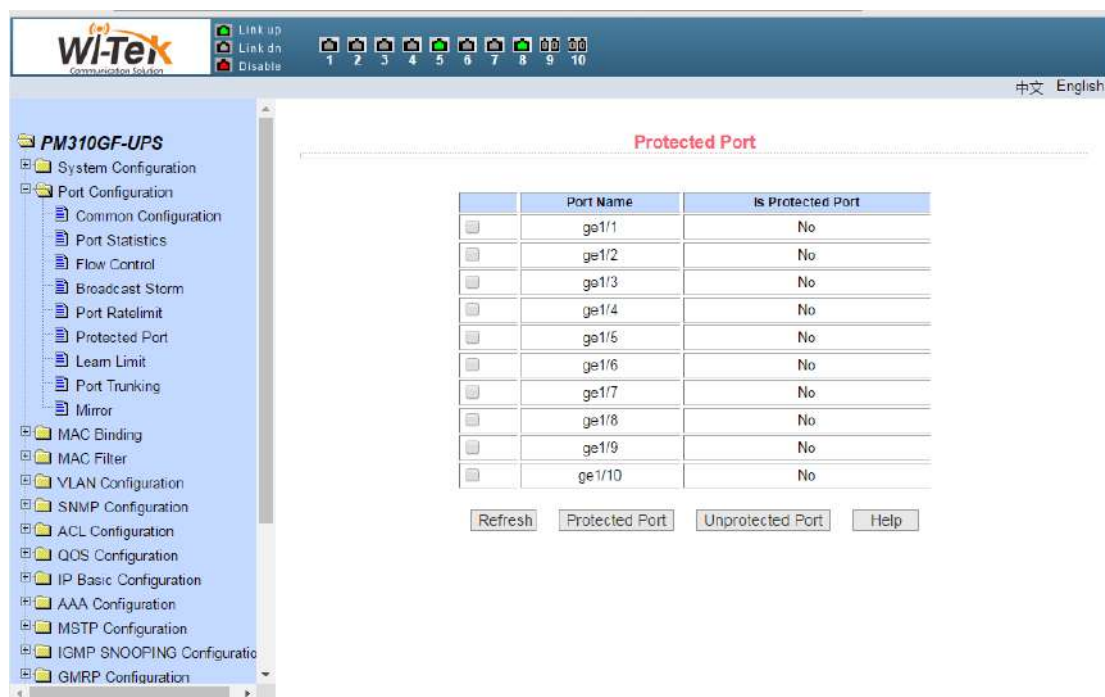 Wi-Tek
Communication Solution
Link up
Link dn
Disable
1 2 3 4 5 6 7 8 9 10
中文 English
PM310GF-UPS
System Configuration
Port Configuration
Common Configuration
Port Statistics
Flow Control
Broadcast Storm
Port Ratelimit
Protected Port
Learn Limit
Port Trunking
Mirror
MAC Binding
MAC Filter
VLAN Configuration
SNMP Configuration
ACL Configuration
QOS Configuration
IP Basic Configuration
AAA Configuration
MSTP Configuration
IGMP SNOOPING Configuratio
GMRP Configuration
Protected Port
Port Name Is Protected Port
ge1/1 No
ge1/2 No
ge1/3 No
ge1/4 No
ge1/5 No
ge1/6 No
ge1/7 No
ge1/8 No
ge1/9 No
ge1/10 No
Refresh Protected Port Unprotected Port Help